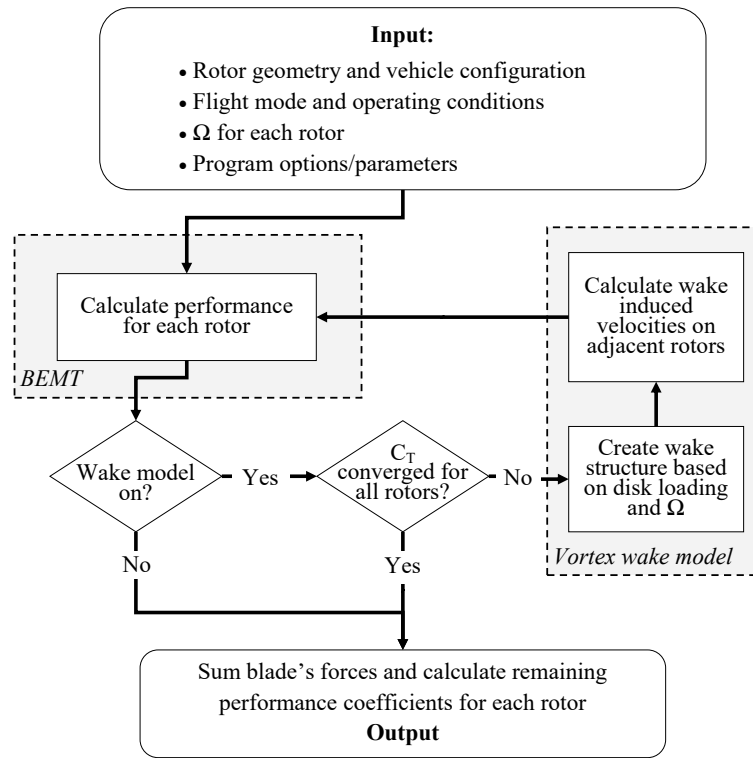 Input:
• Rotor geometry and vehicle configuration
• Flight mode and operating conditions
• Ω for each rotor
• Program options/parameters
Calculate performance
for each rotor
BEMT
Calculate wake
induced
velocities on
adjacent rotors
Wake model
on?
Yes
C_T
converged for
all rotors?
No
Create wake
structure based
on disk loading
and Ω
Vortex wake model
No
Yes
Sum blade's forces and calculate remaining
performance coefficients for each rotor
Output